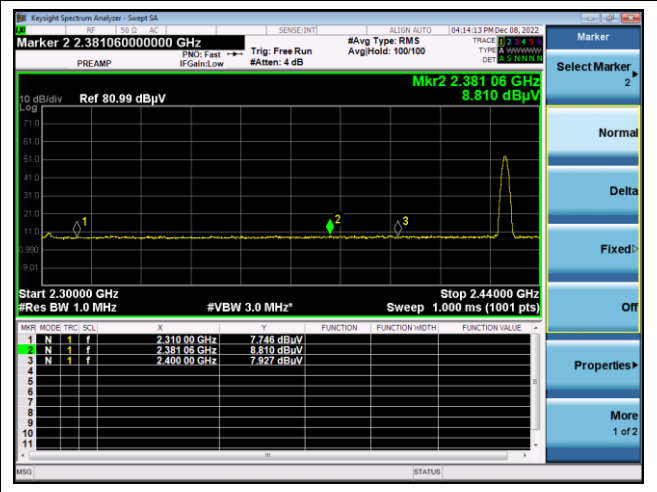 Keysight Spectrum Analyzer - Swept SA
RF 50 Ω AC SENSE:INT ALIGN AUTO 04:14:13 PM Dec 08, 2022
Marker 2 2.381060000000 GHz
PREAMP
PNO: Fast
IFGain:Low
Trig: Free Run
#Atten: 4 dB
#Avg Type: RMS
Avg|Hold: 100/100
TRACE 1 2 3 4 5 6
TYPE A WWWWW
DET A S N N N N
Mkr2 2.381 06 GHz
8.810 dBµV
10 dB/div Ref 80.99 dBµV
Log
71.0
61.0
51.0
41.0
31.0
21.0
11.0
0.990
-9.01
1
2
3
Start 2.30000 GHz Stop 2.44000 GHz
#Res BW 1.0 MHz #VBW 3.0 MHz* Sweep 1.000 ms (1001 pts)
MKR MODE TRC SCL X Y FUNCTION FUNCTION WIDTH FUNCTION VALUE
1 N 1 f 2.310 00 GHz 7.746 dBµV
2 N 1 f 2.381 06 GHz 8.810 dBµV
3 N 1 f 2.400 00 GHz 7.927 dBµV
4
5
6
7
8
9
10
11
MSG STATUS
Marker
Select Marker
2
Normal
Delta
Fixed
Off
Properties
More
1 of 2